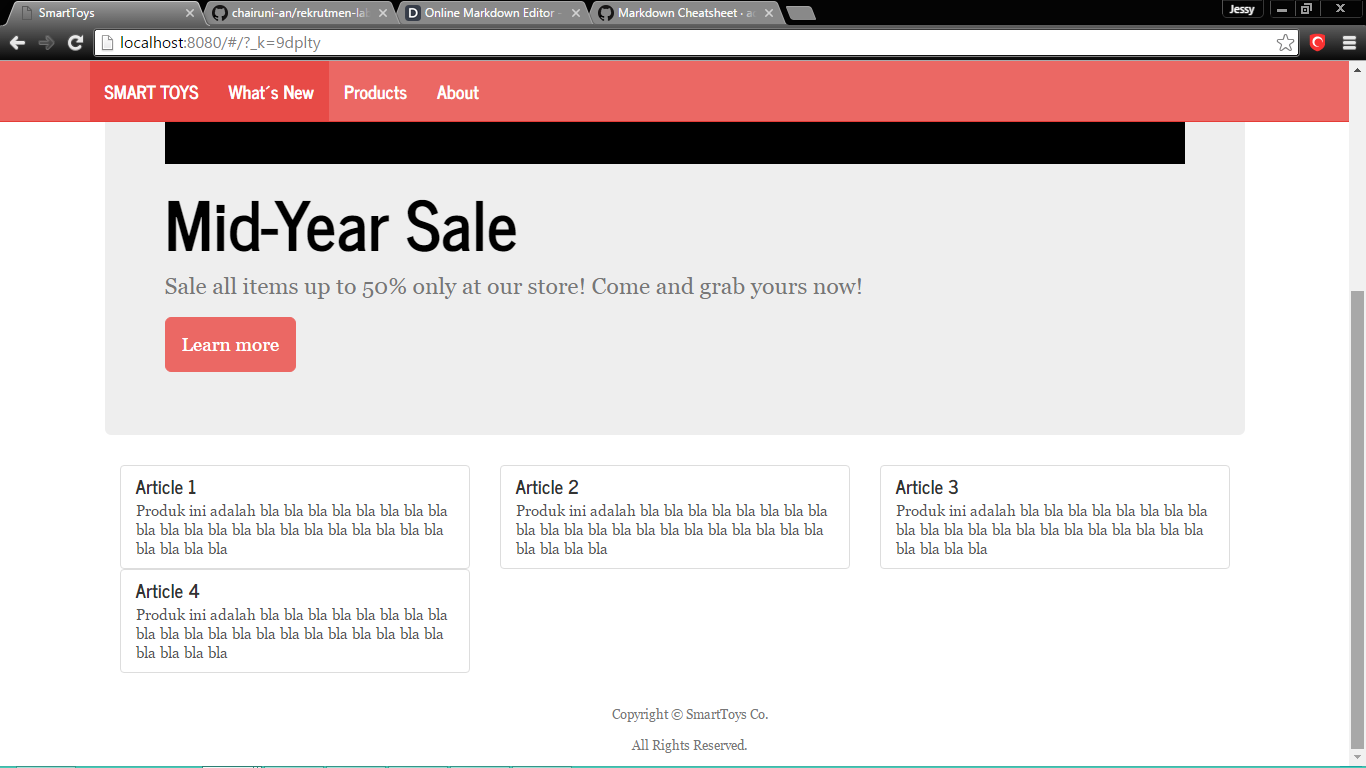 SmartToys
chairuni-an/rekrutmen-lab
Online Markdown Editor -
Markdown Cheatsheet · a
Jessy
localhost:8080/#/?_k=9dplty
SMART TOYS What´s New Products About
Mid-Year Sale
Sale all items up to 50% only at our store! Come and grab yours now!
Learn more
Article 1
Produk ini adalah bla bla bla bla bla bla bla bla
bla bla bla bla bla bla bla bla bla bla bla bla bla
bla bla bla bla
Article 2
Produk ini adalah bla bla bla bla bla bla bla bla
bla bla bla bla bla bla bla bla bla bla bla bla bla
bla bla bla bla
Article 3
Produk ini adalah bla bla bla bla bla bla bla bla
bla bla bla bla bla bla bla bla bla bla bla bla bla
bla bla bla bla
Article 4
Produk ini adalah bla bla bla bla bla bla bla bla
bla bla bla bla bla bla bla bla bla bla bla bla bla
bla bla bla bla
Copyright © SmartToys Co.
All Rights Reserved.